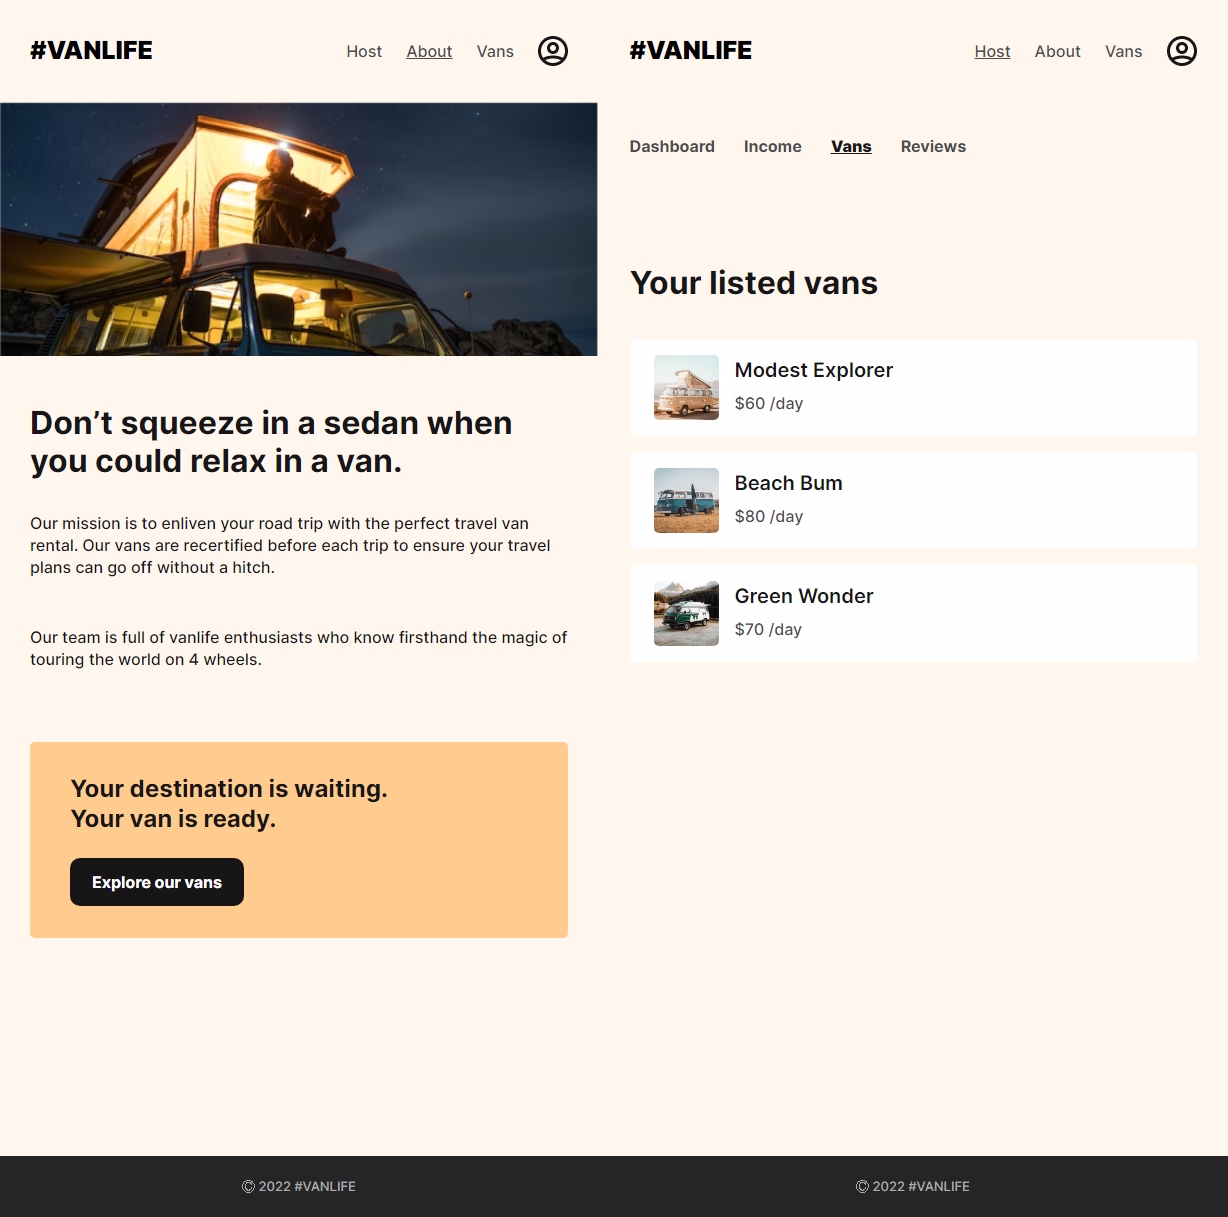 #VANLIFE
Host About Vans
Don’t squeeze in a sedan when
you could relax in a van.
Our mission is to enliven your road trip with the perfect travel van
rental. Our vans are recertified before each trip to ensure your travel
plans can go off without a hitch.
Our team is full of vanlife enthusiasts who know firsthand the magic of
touring the world on 4 wheels.
Your destination is waiting.
Your van is ready.
Explore our vans
Ⓒ 2022 #VANLIFE
#VANLIFE
Host About Vans
Dashboard Income Vans Reviews
Your listed vans
Modest Explorer
$60 /day
Beach Bum
$80 /day
Green Wonder
$70 /day
Ⓒ 2022 #VANLIFE